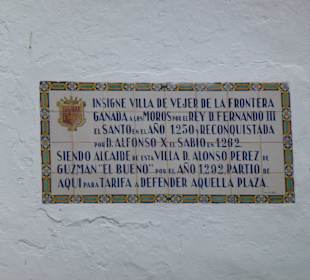 INSIGNE VILLA DE VEJER DE LA FRONTERA
GANADA A LOS MOROS POR EL REY D. FERNANDO III
EL SANTO EN EL AÑO 1250 Y RECONQUISTADA
POR D. ALFONSO X EL SABIO EN 1262.
SIENDO ALCAIDE DE ESTA VILLA D. ALONSO PEREZ DE
GUZMAN "EL BUENO" POR EL AÑO 1292 PARTIO DE
AQUI PARA TARIFA A DEFENDER AQUELLA PLAZA.